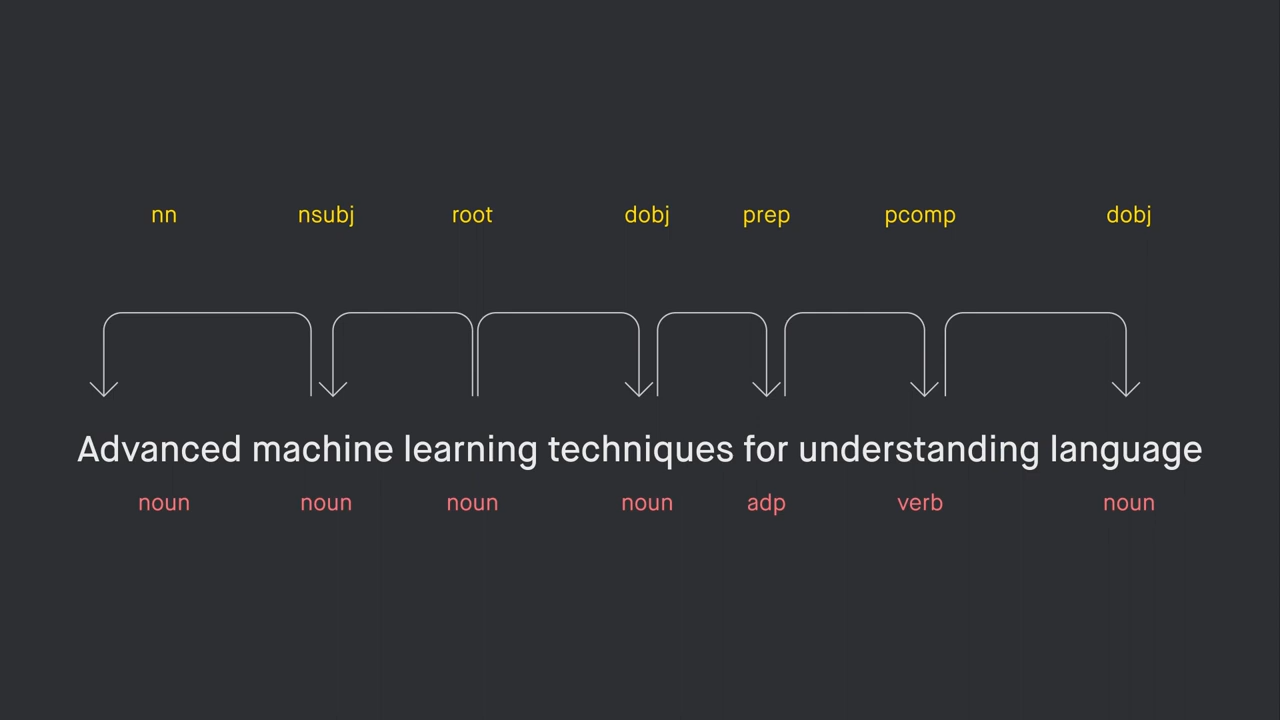 nn nsubj root dobj prep pcomp dobj
Advanced machine learning techniques for understanding language
noun noun noun noun adp verb noun